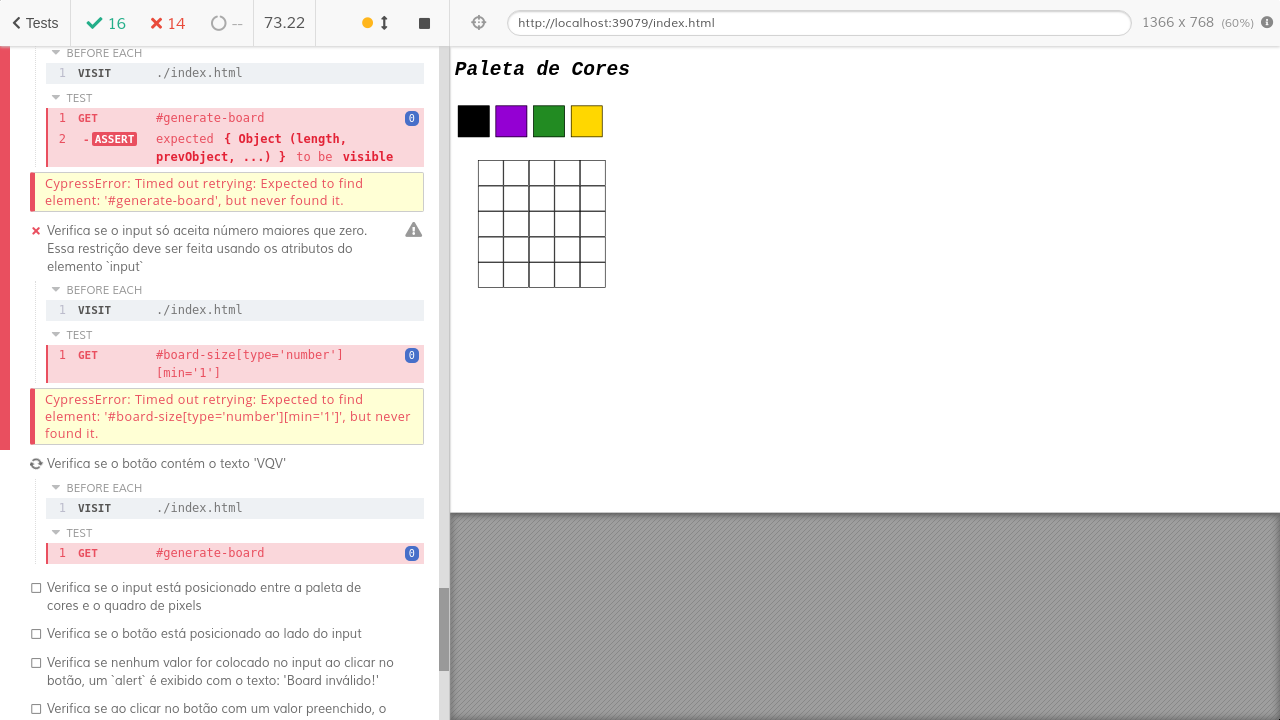 Tests 16 14 -- 73.22 http://localhost:39079/index.html 1366 x 768 (60%)
BEFORE EACH
1 VISIT ./index.html
TEST
1 GET #generate-board 0
2 -ASSERT expected { Object (length,
prevObject, ...) } to be visible
CypressError: Timed out retrying: Expected to find
element: '#generate-board', but never found it.
Verifica se o input só aceita número maiores que zero.
Essa restrição deve ser feita usando os atributos do
elemento `input`
BEFORE EACH
1 VISIT ./index.html
TEST
1 GET #board-size[type='number'] 0
[min='1']
CypressError: Timed out retrying: Expected to find
element: '#board-size[type='number'][min='1']', but never
found it.
Verifica se o botão contém o texto 'VQV'
BEFORE EACH
1 VISIT ./index.html
TEST
1 GET #generate-board 0
Verifica se o input está posicionado entre a paleta de
cores e o quadro de pixels
Verifica se o botão está posicionado ao lado do input
Verifica se nenhum valor for colocado no input ao clicar no
botão, um `alert` é exibido com o texto: 'Board inválido!'
Verifica se ao clicar no botão com um valor preenchido, o
Paleta de Cores